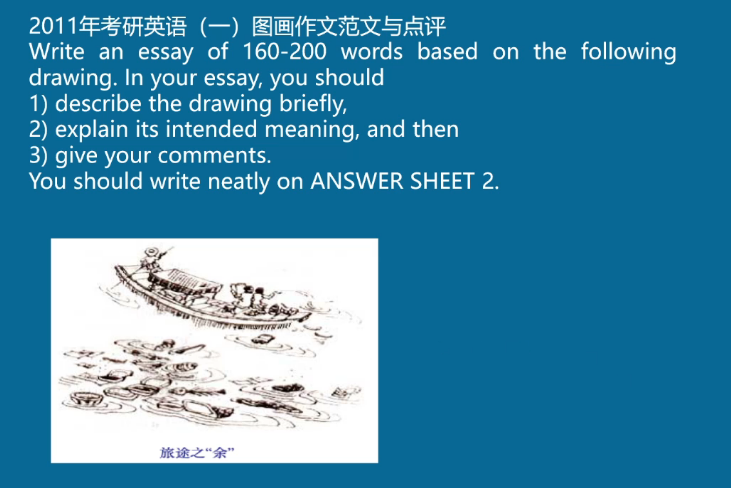 2011年考研英语（一）图画作文范文与点评
Write an essay of 160-200 words based on the following
drawing. In your essay, you should
1) describe the drawing briefly,
2) explain its intended meaning, and then
3) give your comments.
You should write neatly on ANSWER SHEET 2.
旅途之“余”